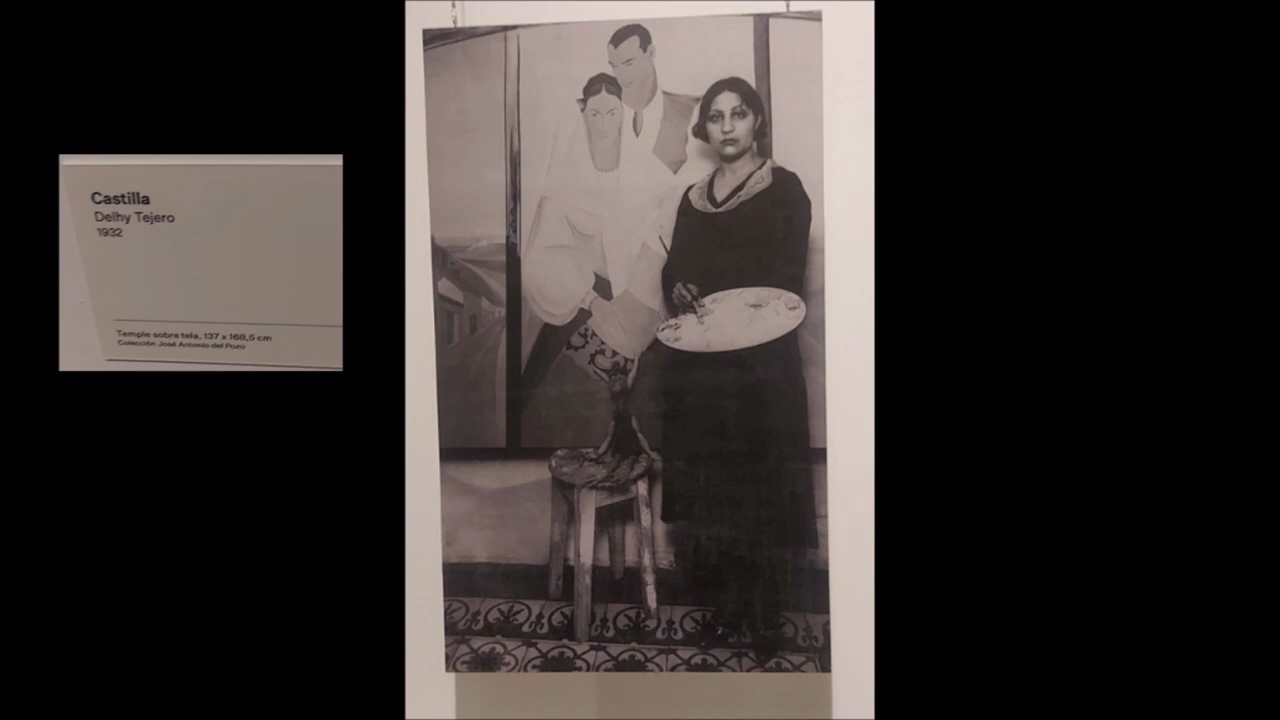 Castilla
Delhy Tejero
1932
Temple sobre tela, 137 x 168,5 cm
Colección José Antonio del Pozo